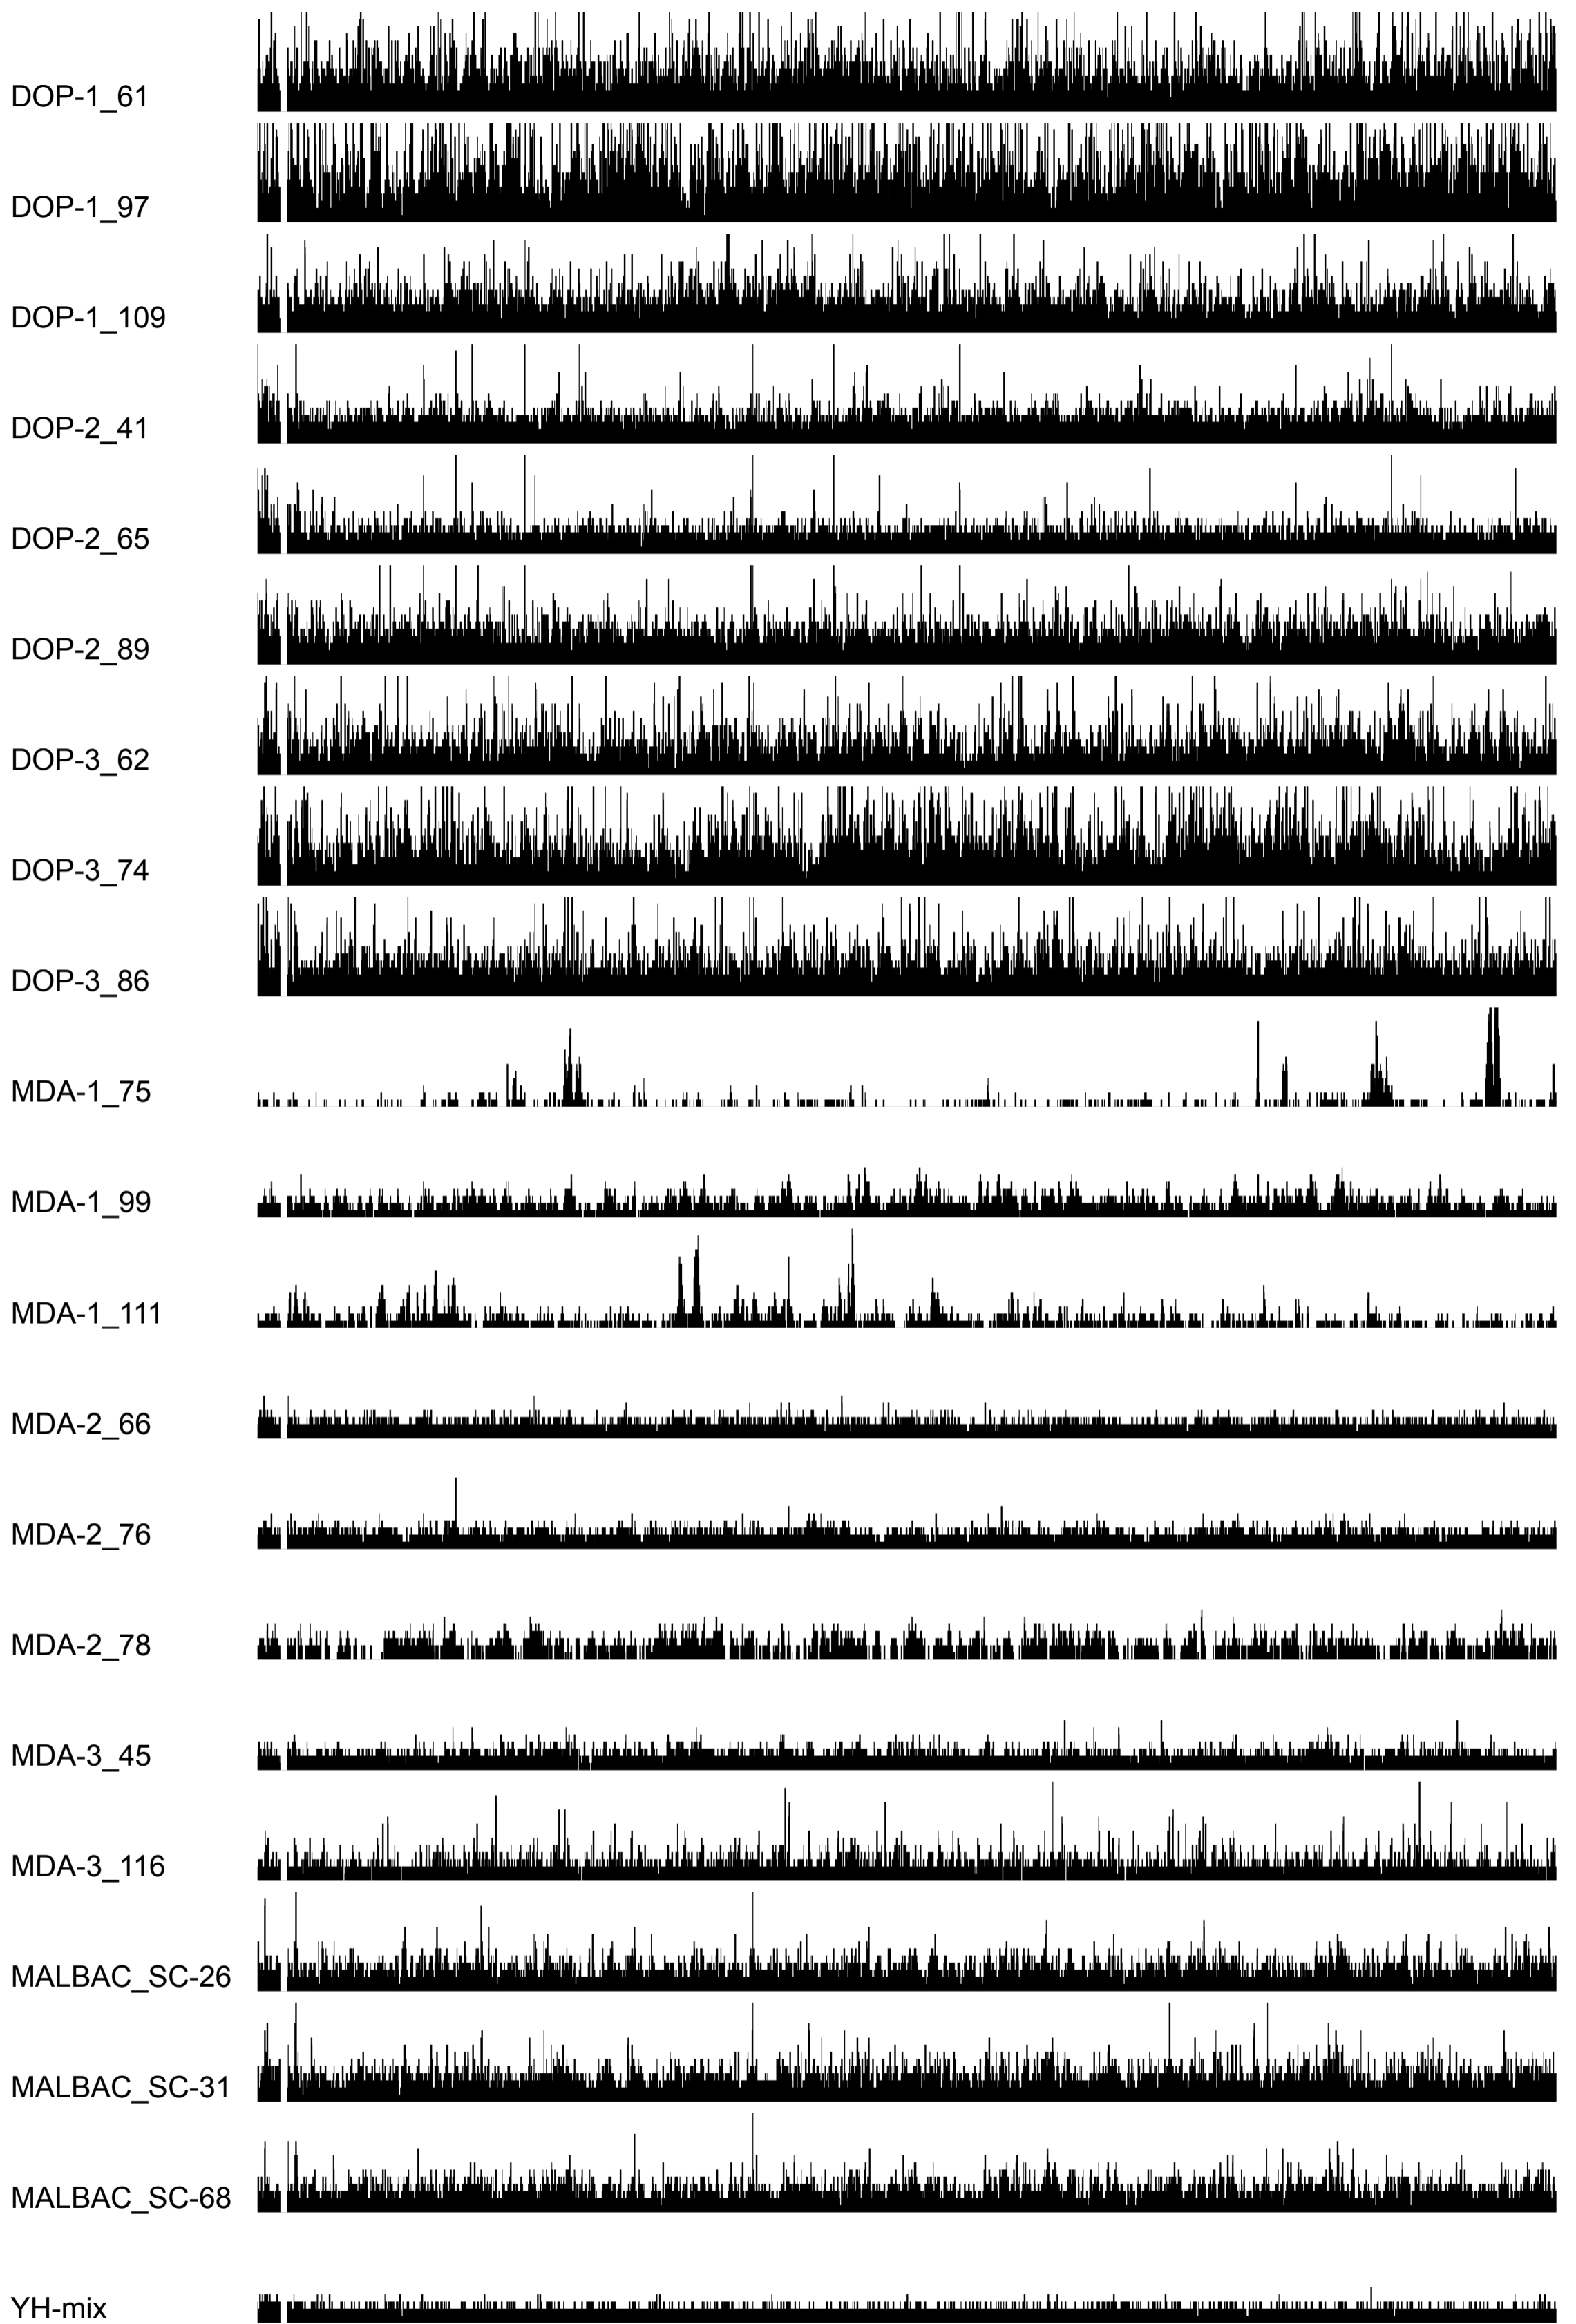 DOP-1_61
DOP-1_97
DOP-1_109
DOP-2_41
DOP-2_65
DOP-2_89
DOP-3_62
DOP-3_74
DOP-3_86
MDA-1_75
MDA-1_99
MDA-1_111
MDA-2_66
MDA-2_76
MDA-2_78
MDA-3_45
MDA-3_116
MALBAC_SC-26
MALBAC_SC-31
MALBAC_SC-68
YH-mix